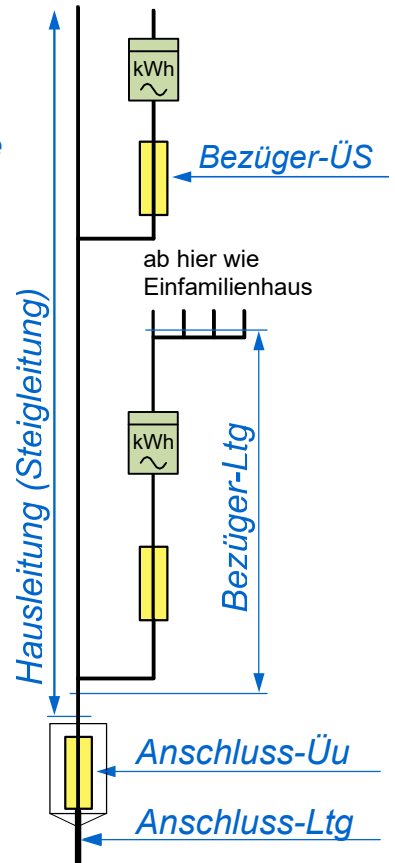 kWh
Bezüger-ÜS
ab hier wie
Einfamilienhaus
Hausleitung (Steigleitung)
kWh
Bezüger-Ltg
Anschluss-Üu
Anschluss-Ltg